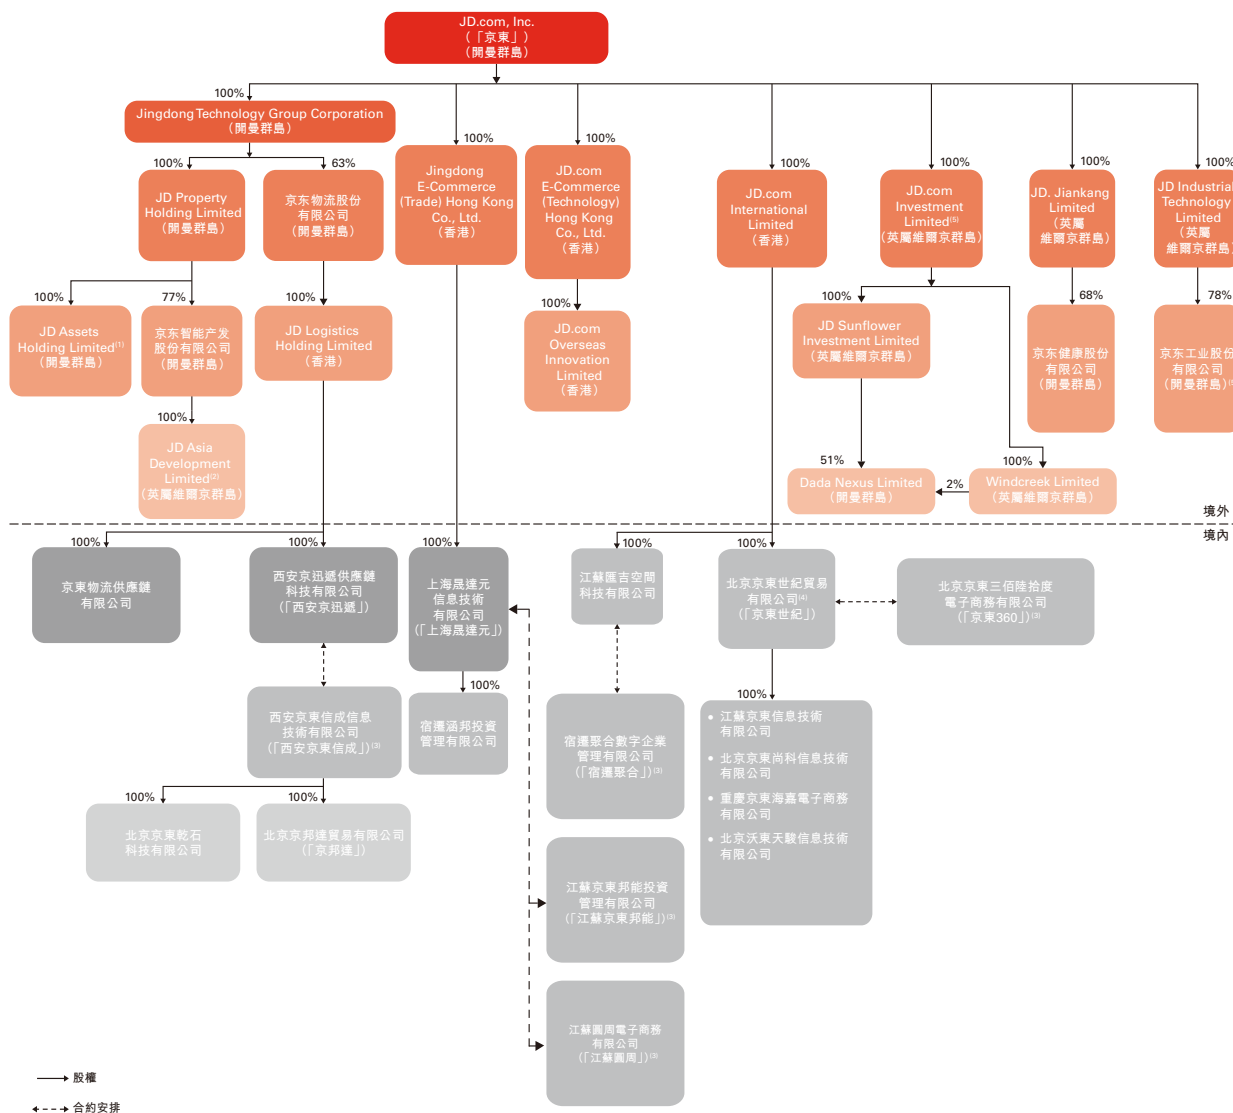 JD.com, Inc.
（「京東」）
（開曼群島）
100%
Jingdong Technology Group Corporation
（開曼群島）
100%
Jingdong
E-Commerce
(Trade) Hong Kong
Co., Ltd.
（香港）
100%
JD.com
E-Commerce
(Technology)
Hong Kong
Co., Ltd.
（香港）
100%
JD.com
International
Limited
（香港）
100%
JD.com
Investment
Limited(5)
（英屬維爾京群島）
100%
JD. Jiankang
Limited
（英屬
維爾京群島）
100%
JD Industrial
Technology
Limited
（英屬
維爾京群島）
100%
JD Property
Holding Limited
（開曼群島）
63%
京东物流股份
有限公司
（開曼群島）
100%
JD Assets
Holding Limited(1)
（開曼群島）
77%
京东智能产发
股份有限公司
（開曼群島）
100%
JD Logistics
Holding Limited
（香港）
100%
JD.com
Overseas
Innovation
Limited
（香港）
100%
JD Sunflower
Investment Limited
（英屬維爾京群島）
68%
京东健康股份
有限公司
（開曼群島）
78%
京东工业股份
有限公司
（開曼群島）
100%
JD Asia
Development
Limited(2)
（英屬維爾京群島）
51%
Dada Nexus Limited
（開曼群島）
2%
100%
Windcreek Limited
（英屬維爾京群島）
境外
境內
100%
京東物流供應鏈
有限公司
100%
西安京迅遞供應鏈
科技有限公司
（「西安京迅遞」）
100%
上海晟達元
信息技術
有限公司
（「上海晟達元」）
100%
江蘇匯吉空間
科技有限公司
100%
北京京東世紀貿易
有限公司(4)
（「京東世紀」）
北京京東三佰陸拾度
電子商務有限公司
（「京東360」）(3)
西安京東信成信息
技術有限公司
（「西安京東信成」）(3)
100%
宿遷涵邦投資
管理有限公司
宿遷聚合數字企業
管理有限公司
（「宿遷聚合」）(3)
100%
• 江蘇京東信息技術
有限公司
• 北京京東尚科信息技術
有限公司
• 重慶京東海嘉電子商務
有限公司
• 北京沃東天駿信息技術
有限公司
100%
北京京東乾石
科技有限公司
100%
北京京邦達貿易有限公司
（「京邦達」）
江蘇京東邦能投資
管理有限公司
（「江蘇京東邦能」）(3)
江蘇圓周電子商務
有限公司
（「江蘇圓周」）(3)
股權
合約安排